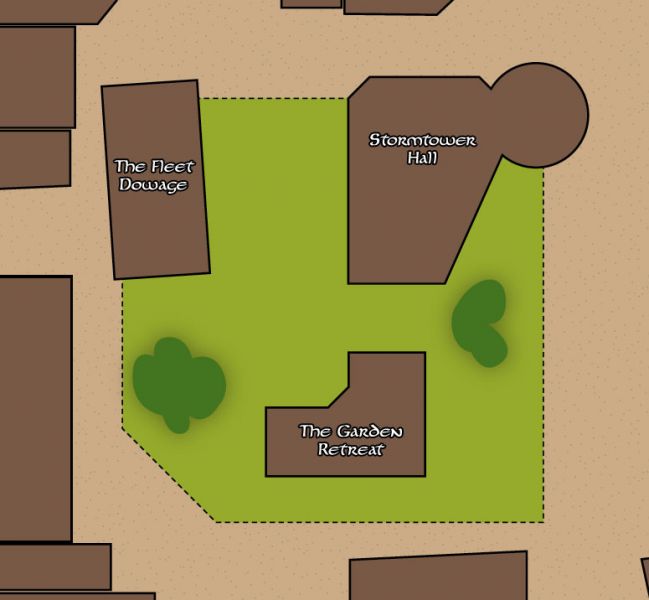 Stormtower
Hall
The Fleet
Dowage
The Garden
Retreat